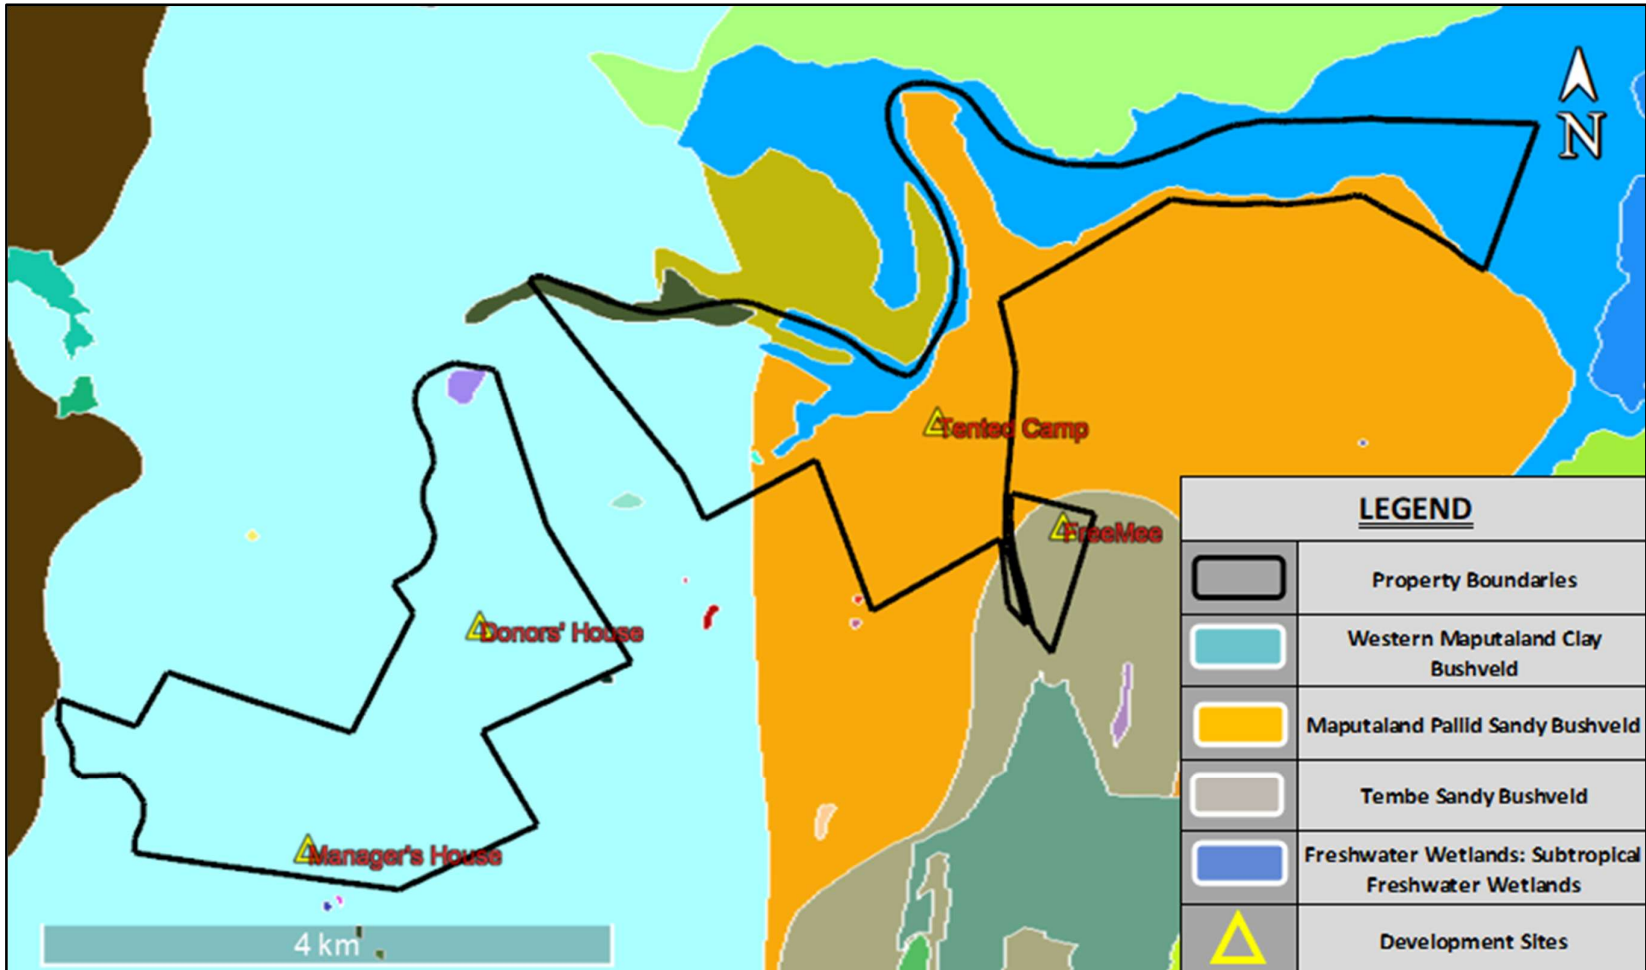 N
Tented Camp
FreeMee
Donors' House
Manager's House
4 km
LEGEND
Property Boundaries
Western Maputaland Clay
Bushveld
Maputaland Pallid Sandy Bushveld
Tembe Sandy Bushveld
Freshwater Wetlands: Subtropical
Freshwater Wetlands
Development Sites